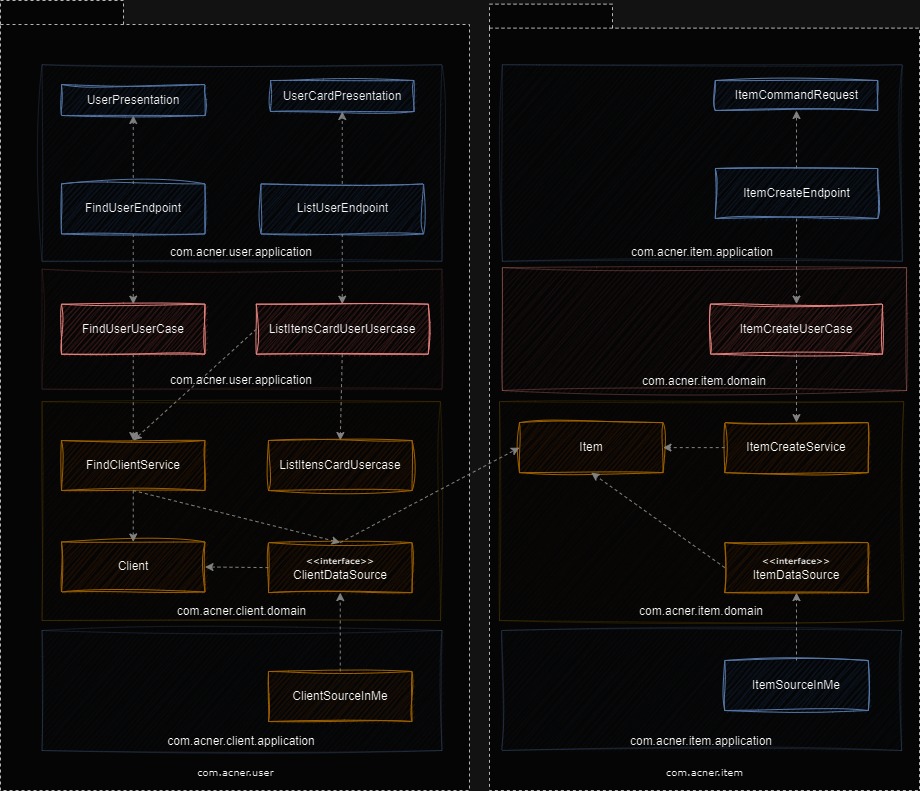 UserPresentation
UserCardPresentation
FindUserEndpoint
ListUserEndpoint
com.acner.user.application
FindUserUserCase
ListItensCardUserUsercase
com.acner.user.application
FindClientService
ListItensCardUsercase
Client
<<interface>>
ClientDataSource
com.acner.client.domain
ClientSourceInMe
com.acner.client.application
com.acner.user
ItemCommandRequest
ItemCreateEndpoint
com.acner.item.application
ItemCreateUserCase
com.acner.item.domain
Item
ItemCreateService
<<interface>>
ItemDataSource
com.acner.item.domain
ItemSourceInMe
com.acner.item.application
com.acner.item